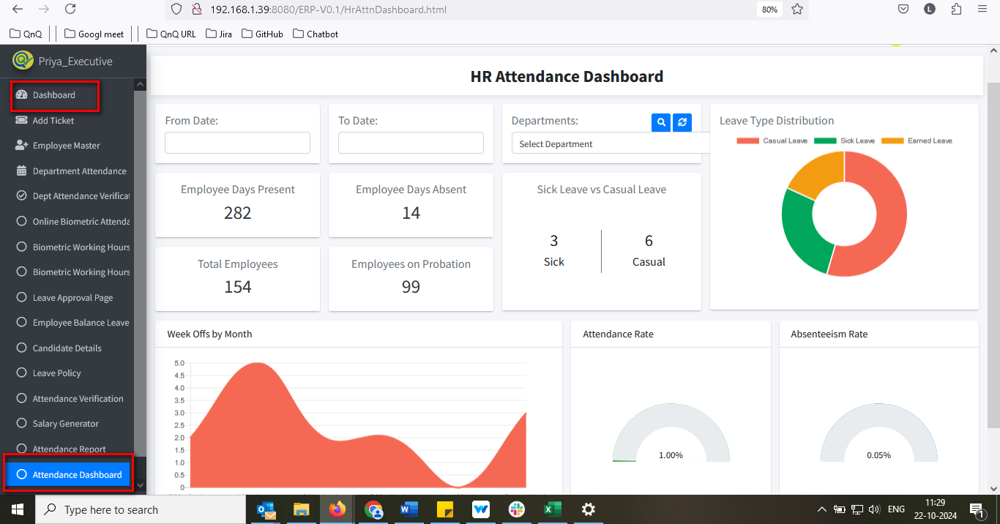 192.168.1.39:8080/ERP-V0.1/HrAttnDashboard.html
80%
L
QnQ
Googl meet
QnQ URL
Jira
GitHub
Chatbot
Priya_Executive
Dashboard
Add Ticket
Employee Master
Department Attendance
Dept Attendance Verificat
Online Biometric Attenda
Biometric Working Hours
Biometric Working Hours
Leave Approval Page
Employee Balance Leave
Candidate Details
Leave Policy
Attendance Verification
Salary Generator
Attendance Report
Attendance Dashboard
HR Attendance Dashboard
From Date:
To Date:
Departments:
Select Department
Leave Type Distribution
Casual Leave
Sick Leave
Earned Leave
Employee Days Present
282
Employee Days Absent
14
Sick Leave vs Casual Leave
3
Sick
6
Casual
Total Employees
154
Employees on Probation
99
Week Offs by Month
5.0
4.5
4.0
3.5
3.0
2.5
2.0
1.5
1.0
0.5
0
Attendance Rate
1.00%
Absenteeism Rate
0.05%
Type here to search
ENG
11:29
22-10-2024
1